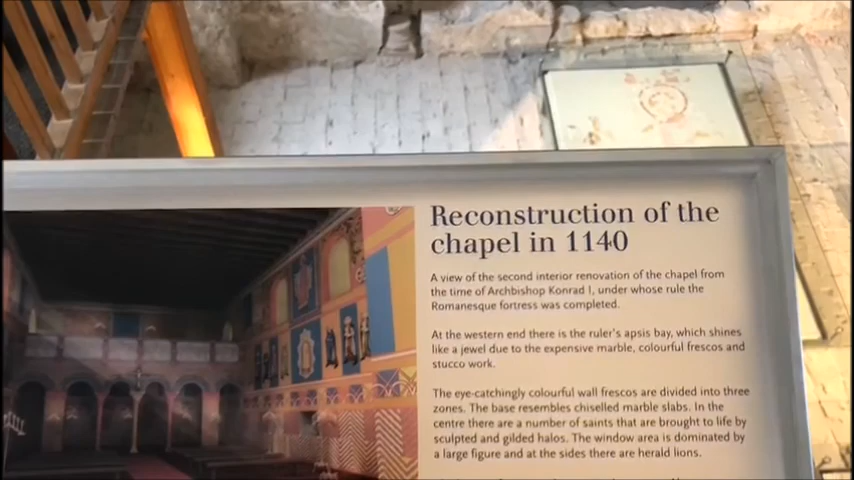 Reconstruction of the
chapel in 1140
A view of the second interior renovation of the chapel from
the time of Archbishop Konrad I, under whose rule the
Romanesque fortress was completed.
At the western end there is the ruler's apsis bay, which shines
like a jewel due to the expensive marble, colourful frescos and
stucco work.
The eye-catchingly colourful wall frescos are divided into three
zones. The base resembles chiselled marble slabs. In the
centre there are a number of saints that are brought to life by
sculpted and gilded halos. The window area is dominated by
a large figure and at the sides there are herald lions.